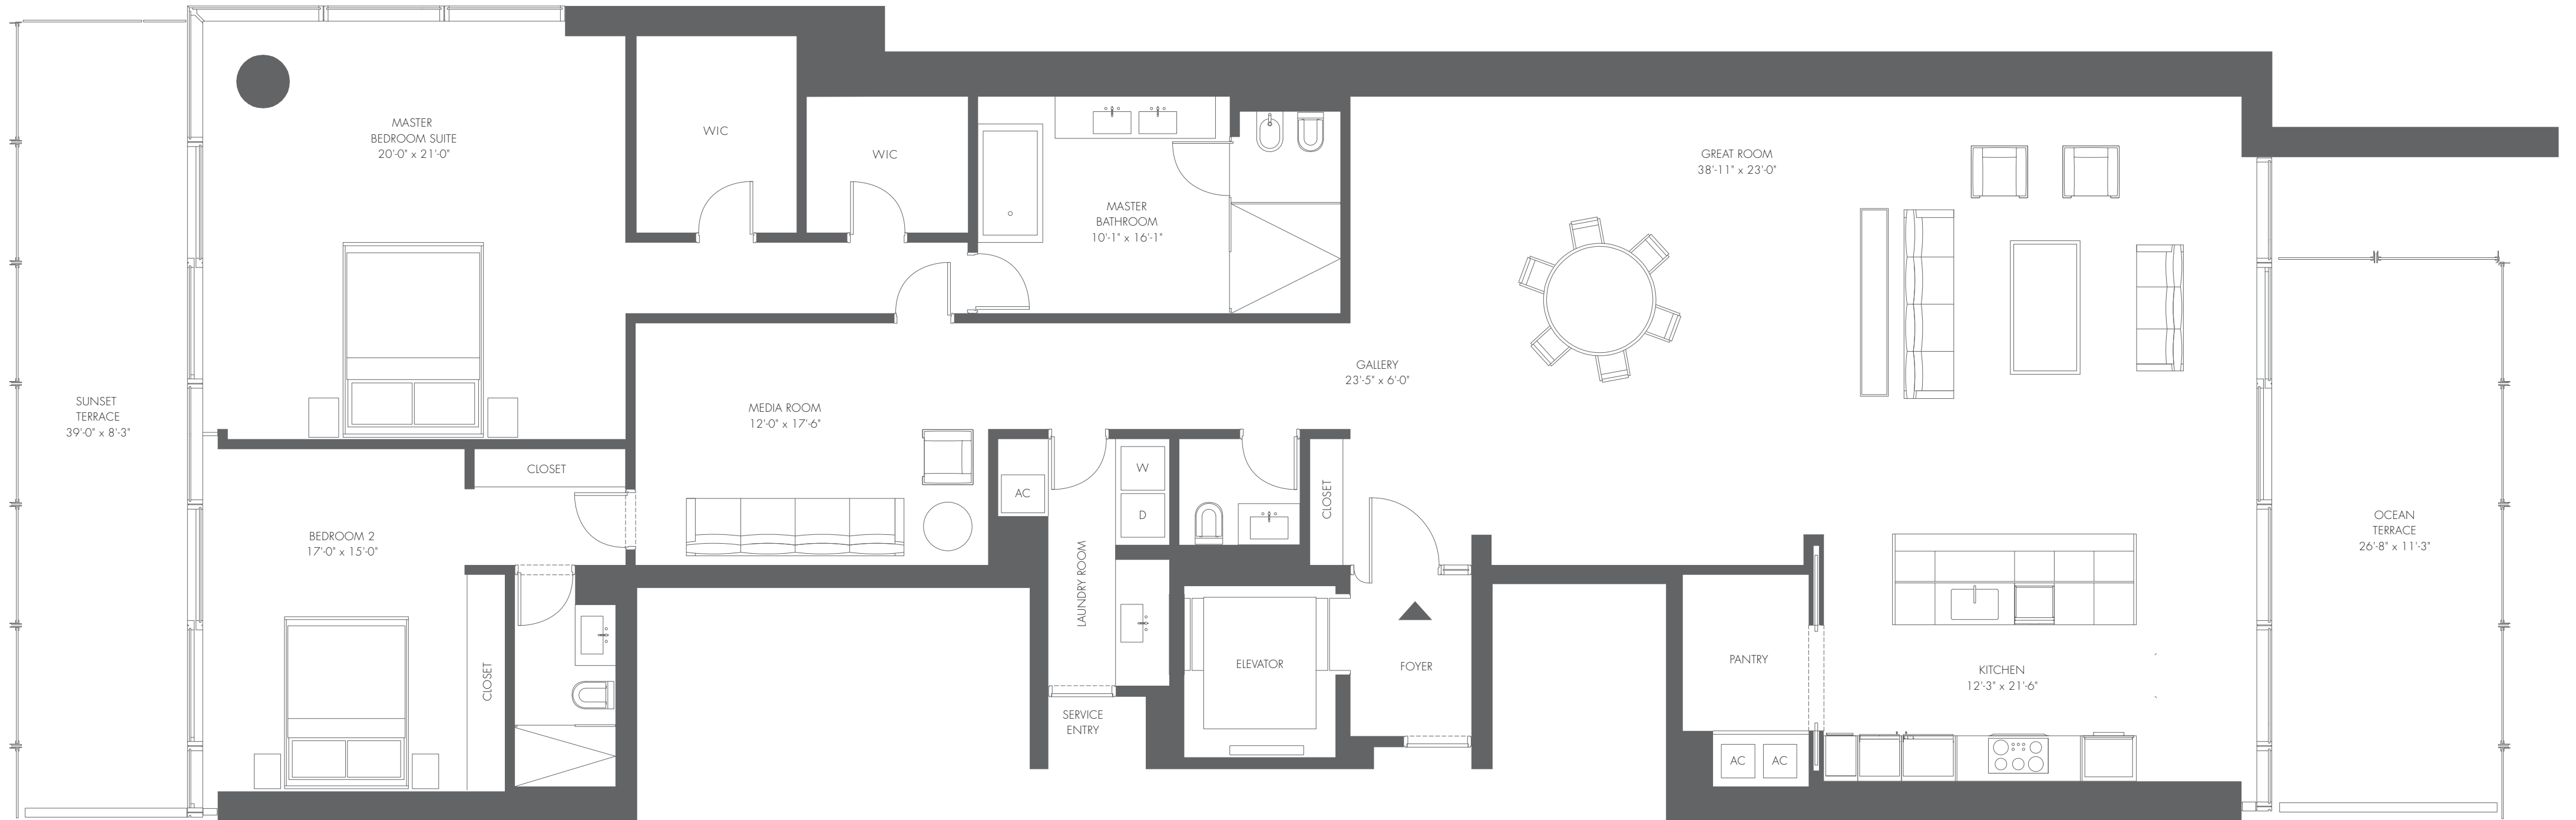 MASTER
BEDROOM SUITE
20'-0" x 21'-0"
WIC
WIC
MASTER
BATHROOM
10'-1" x 16'-1"
GREAT ROOM
38'-11" x 23'-0"
SUNSET
TERRACE
39'-0" x 8'-3"
MEDIA ROOM
12'-0" x 17'-6"
GALLERY
23'-5" x 6'-0"
CLOSET
BEDROOM 2
17'-0" x 15'-0"
CLOSET
AC
W
D
LAUNDRY ROOM
CLOSET
SERVICE
ENTRY
ELEVATOR
FOYER
PANTRY
AC
AC
KITCHEN
12'-3" x 21'-6"
OCEAN
TERRACE
26'-8" x 11'-3"